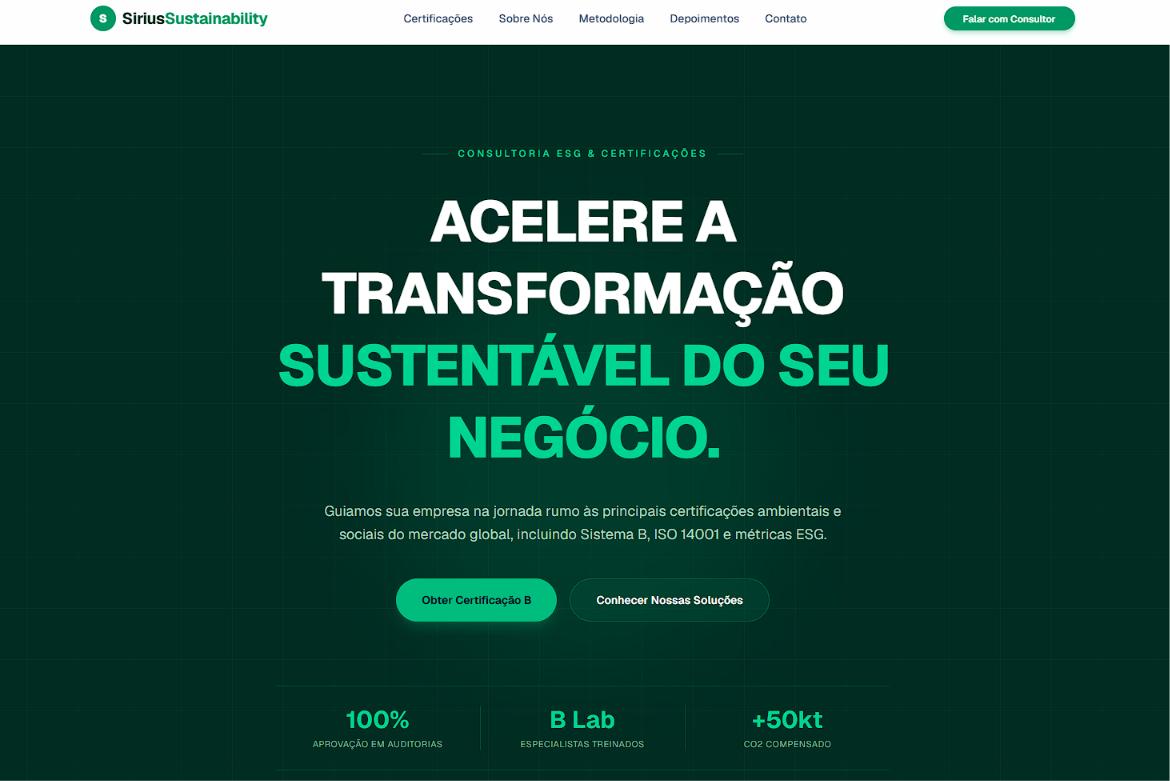 S SiriusSustainability
Certificações Sobre Nós Metodologia Depoimentos Contato
Falar com Consultor
CONSULTORIA ESG & CERTIFICAÇÕES
ACELERE A
TRANSFORMAÇÃO
SUSTENTÁVEL DO SEU
NEGÓCIO.
Guiamos sua empresa na jornada rumo às principais certificações ambientais e
sociais do mercado global, incluindo Sistema B, ISO 14001 e métricas ESG.
Obter Certificação B
Conhecer Nossas Soluções
100%
APROVAÇÃO EM AUDITORIAS
B Lab
ESPECIALISTAS TREINADOS
+50kt
CO2 COMPENSADO